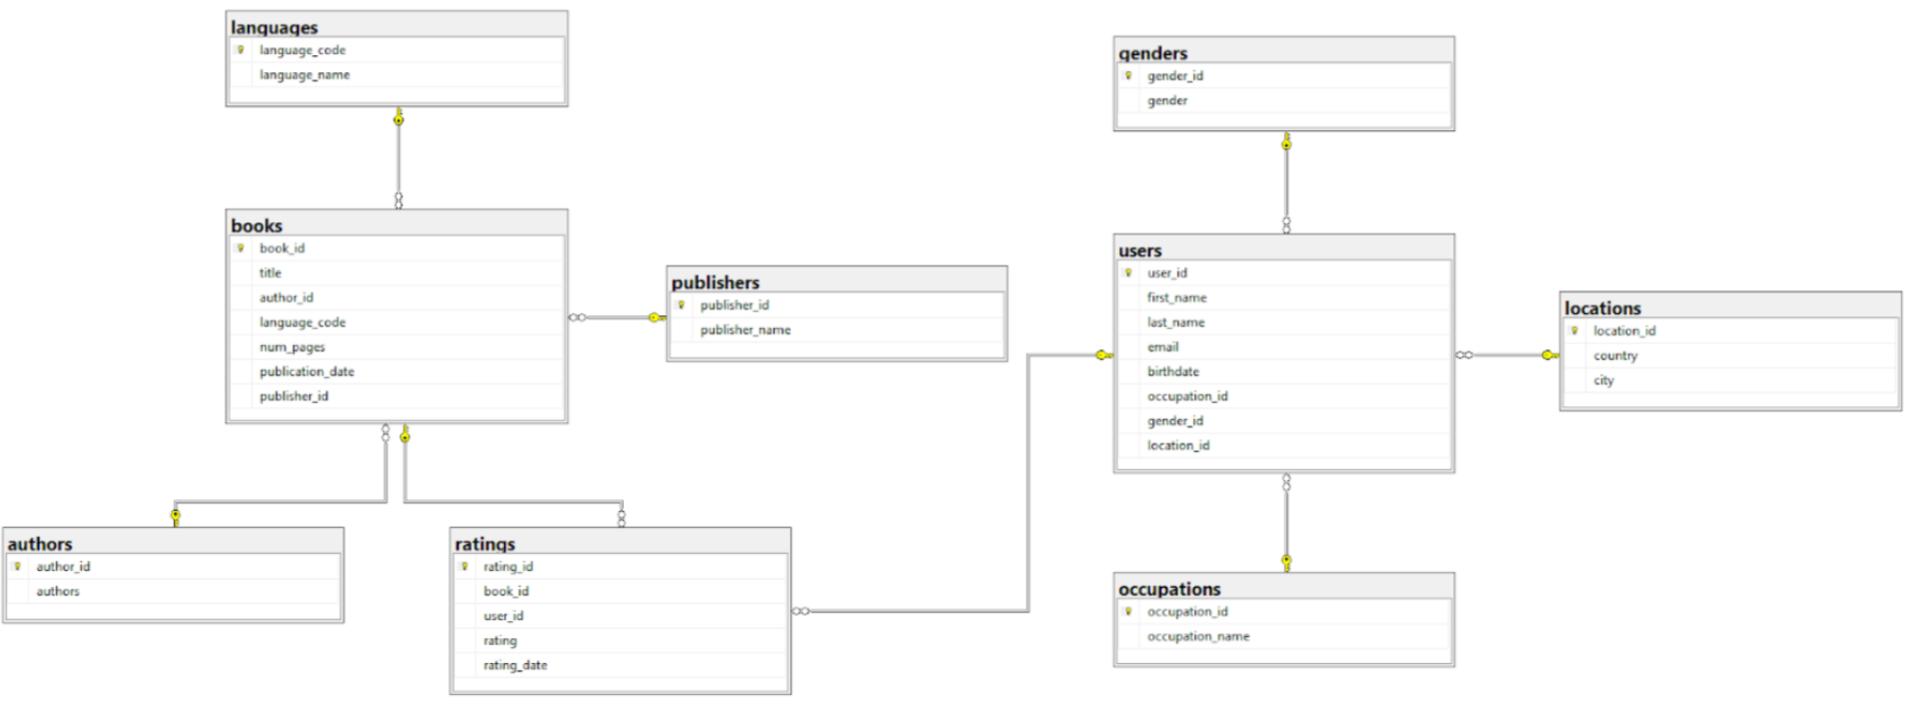 languages
language_code
language_name
genders
gender_id
gender
books
book_id
title
author_id
language_code
num_pages
publication_date
publisher_id
publishers
publisher_id
publisher_name
users
user_id
first_name
last_name
email
birthdate
occupation_id
gender_id
location_id
locations
location_id
country
city
authors
author_id
authors
ratings
rating_id
book_id
user_id
rating
rating_date
occupations
occupation_id
occupation_name